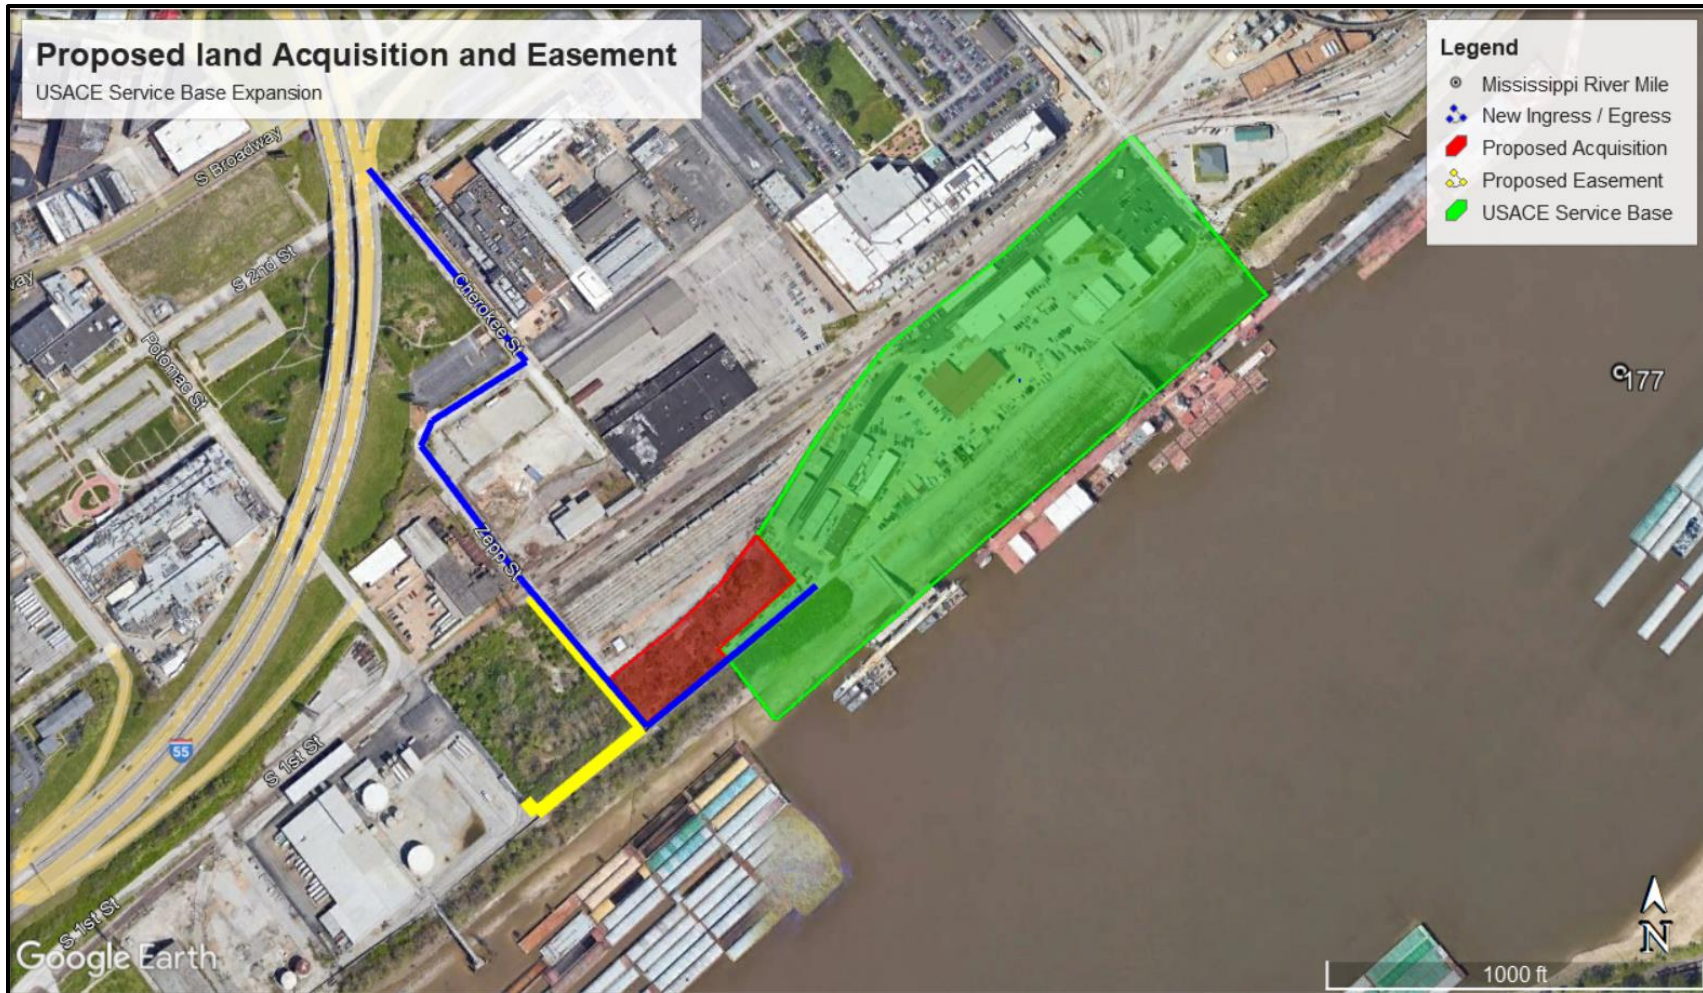 Proposed land Acquisition and Easement
USACE Service Base Expansion
Legend
Mississippi River Mile
New Ingress / Egress
Proposed Acquisition
Proposed Easement
USACE Service Base
S Broadway
way
S 2nd St
Cherokee St
Potomac St
177
Zepp St
55
S 1st St
S 1st St
Google Earth
N
1000 ft